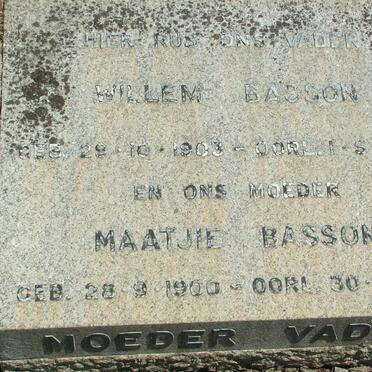 HIER RUS ONS VADER
WILLEM BASSON
GEB. 29-10-1903 - OORL. 1-5
EN ONS MOEDER
MAATJIE BASSON
GEB. 28-9-1900 - OORL. 30-
MOEDER VAD